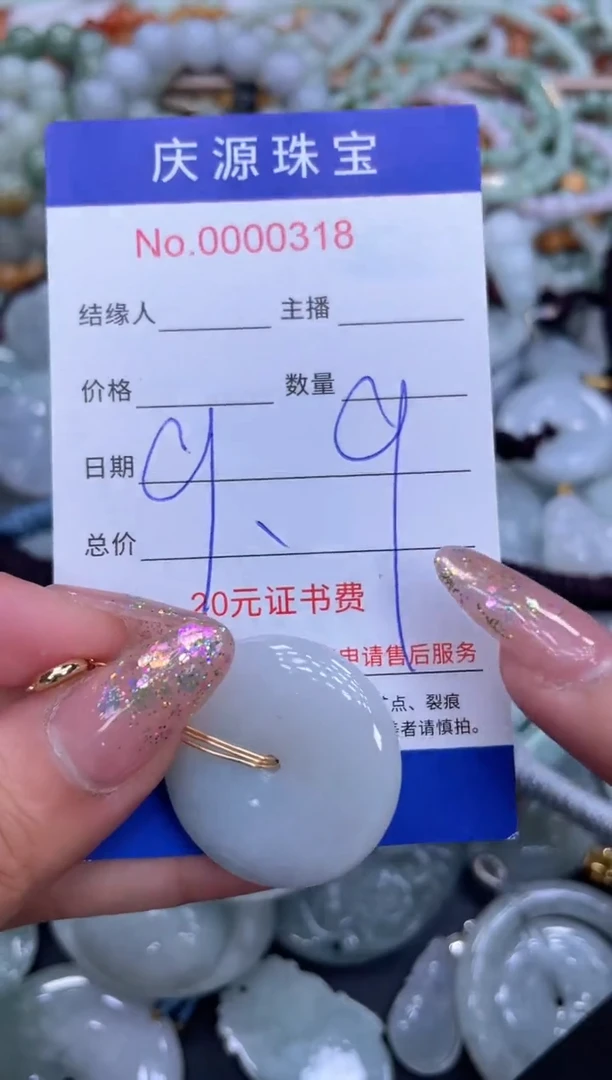 庆源珠宝
No.0000318
结缘人 主播
价格 数量
日期
9.9
总价
20元证书费
申请售后服务
点、裂痕
者请慎拍。